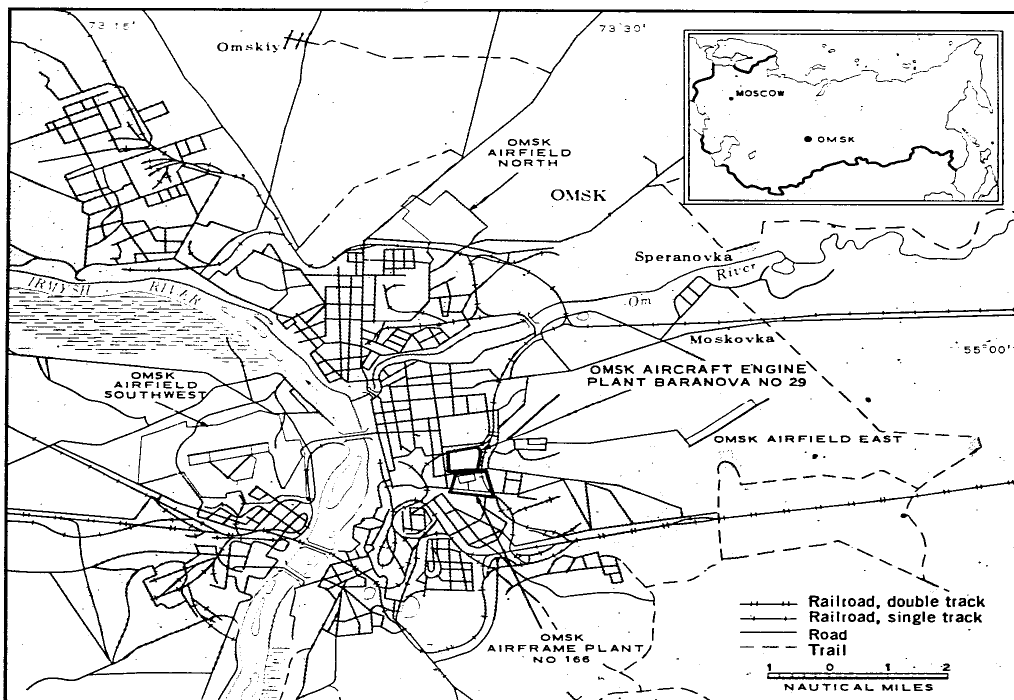 73°15'
73°30'
Omskiy
MOSCOW
OMSK
OMSK
AIRFIELD
NORTH
OMSK
Speranovka
Om River
IRMYSH RIVER
Moskovka
55°00'
OMSK
AIRFIELD
SOUTHWEST
OMSK AIRCRAFT ENGINE
PLANT BARANOVA NO 29
OMSK AIRFIELD EAST
OMSK
AIRFRAME PLANT
NO 166
Railroad, double track
Railroad, single track
Road
Trail
1 0 1 2
NAUTICAL MILES